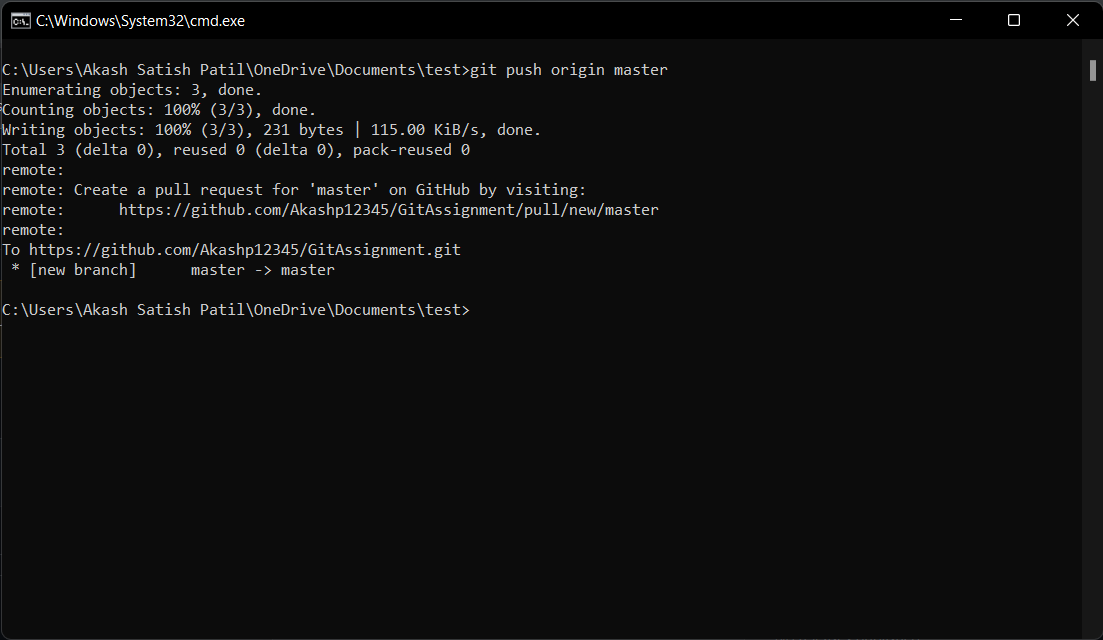 C:\Windows\System32\cmd.exe
C:\Users\Akash Satish Patil\OneDrive\Documents\test>git push origin master
Enumerating objects: 3, done.
Counting objects: 100% (3/3), done.
Writing objects: 100% (3/3), 231 bytes | 115.00 KiB/s, done.
Total 3 (delta 0), reused 0 (delta 0), pack-reused 0
remote:
remote: Create a pull request for 'master' on GitHub by visiting:
remote:      https://github.com/Akashp12345/GitAssignment/pull/new/master
remote:
To https://github.com/Akashp12345/GitAssignment.git
 * [new branch]      master -> master
C:\Users\Akash Satish Patil\OneDrive\Documents\test>